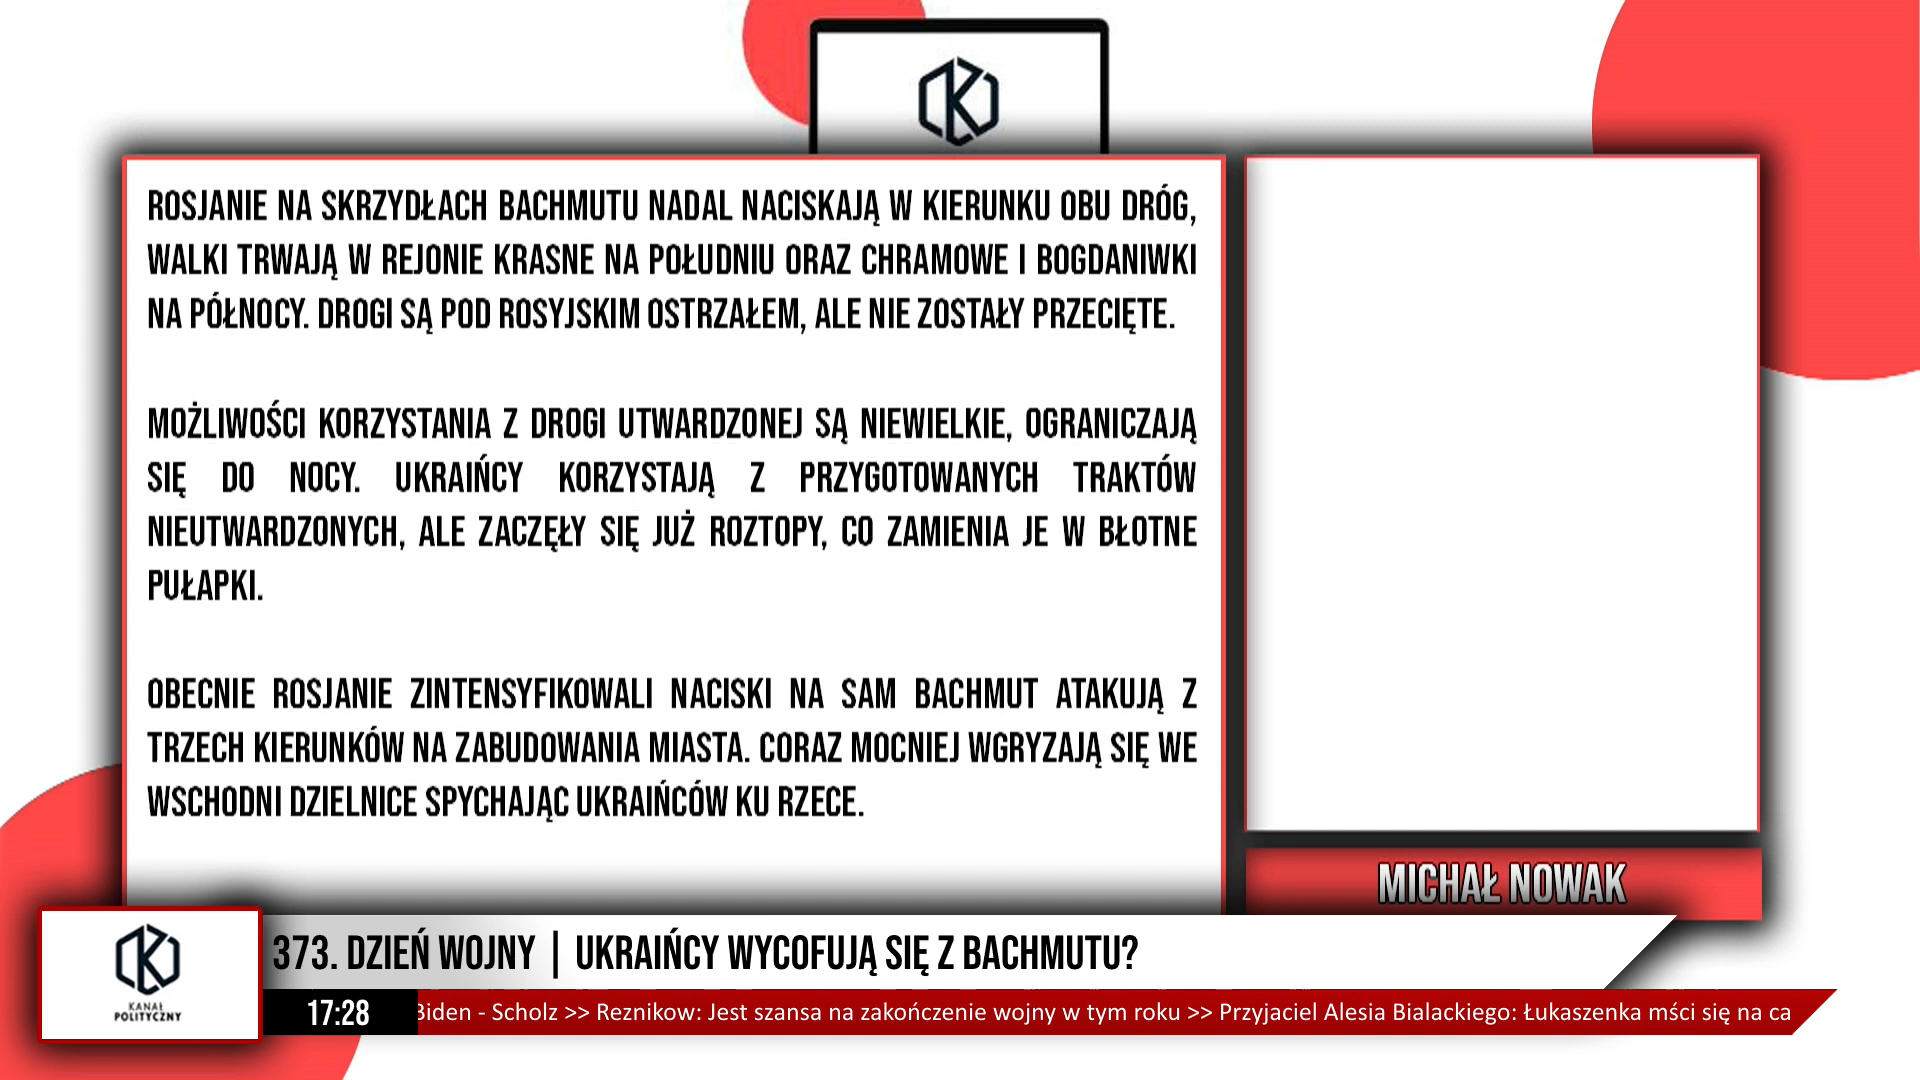 ROSJANIE NA SKRZYDŁACH BACHMUTU NADAL NACISKAJĄ W KIERUNKU OBU DRÓG,
WALKI TRWAJĄ W REJONIE KRASNE NA POŁUDNIU ORAZ CHRAMOWE I BOGDANIWKI
NA PÓŁNOCY. DROGI SĄ POD ROSYJSKIM OSTRZAŁEM, ALE NIE ZOSTAŁY PRZECIĘTE.
MOŻLIWOŚCI KORZYSTANIA Z DROGI UTWARDZONEJ SĄ NIEWIELKIE, OGRANICZAJĄ
SIĘ DO NOCY. UKRAIŃCY KORZYSTAJĄ Z PRZYGOTOWANYCH TRAKTÓW
NIEUTWARDZONYCH, ALE ZACZĘŁY SIĘ JUŻ ROZTOPY, CO ZAMIENIA JE W BŁOTNE
PUŁAPKI.
OBECNIE ROSJANIE ZINTENSYFIKOWALI NACISKI NA SAM BACHMUT ATAKUJĄ Z
TRZECH KIERUNKÓW NA ZABUDOWANIA MIASTA. CORAZ MOCNIEJ WGRYZAJĄ SIĘ WE
WSCHODNI DZIELNICE SPYCHAJĄC UKRAIŃCÓW KU RZECE.
MICHAŁ NOWAK
373. DZIEŃ WOJNY | UKRAIŃCY WYCOFUJĄ SIĘ Z BACHMUTU?
KANAŁ
POLITYCZNY
17:28
Biden - Scholz >> Reznikow: Jest szansa na zakończenie wojny w tym roku >> Przyjaciel Alesia Bialackiego: Łukaszenka mści się na ca